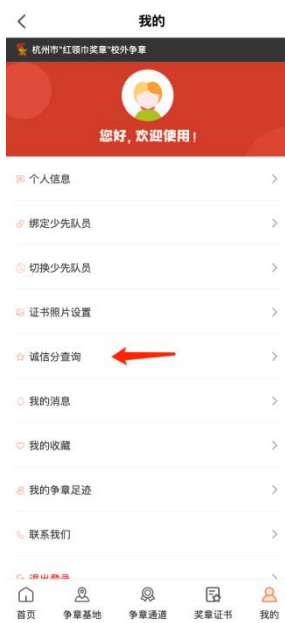 我的
杭州市"红领巾奖章"校外争章
您好，欢迎使用！
个人信息
绑定少先队员
切换少先队员
证书照片设置
诚信分查询
我的消息
我的收藏
我的争章足迹
联系我们
退出登录
首页 争章基地 争章通道 奖章证书 我的